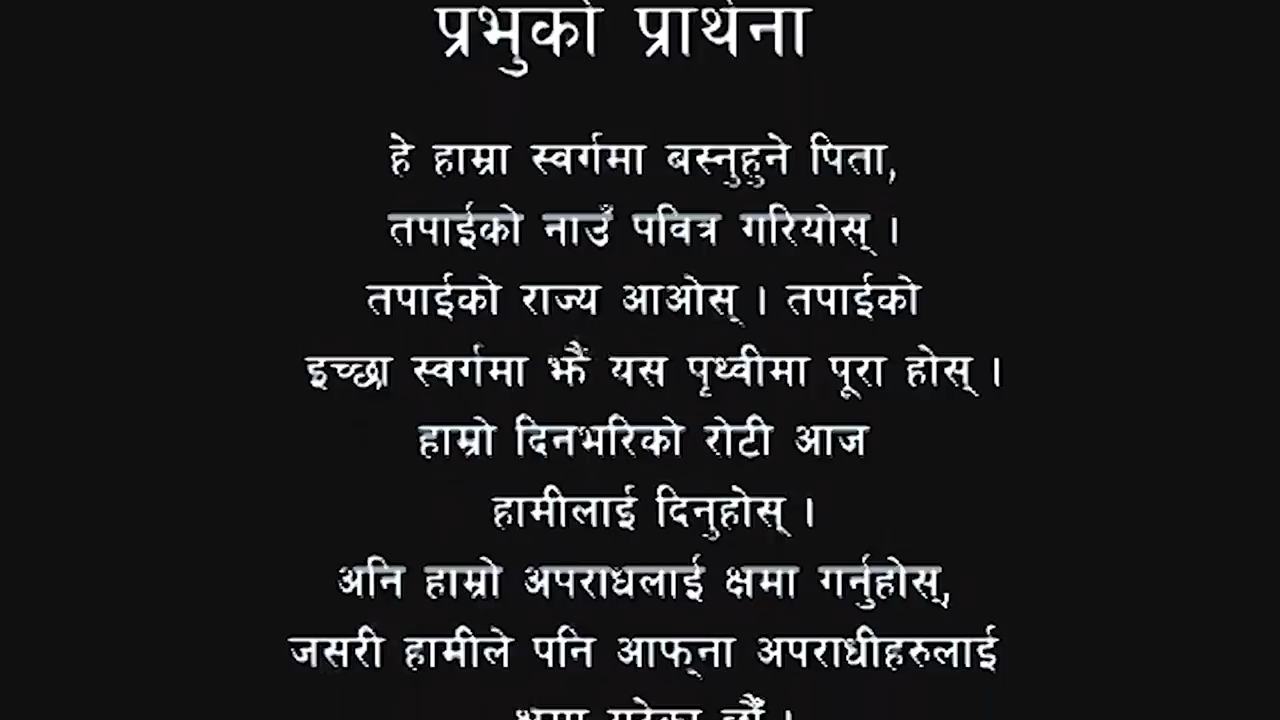 प्रभुको प्रार्थना
हे हाम्रा स्वर्गमा बस्नुहुने पिता,
तपाईको नाउँ पवित्र गरियोस् ।
तपाईको राज्य आओस् । तपाईको
इच्छा स्वर्गमा झैं यस पृथ्वीमा पूरा होस् ।
हाम्रो दिनभरिको रोटी आज
हामीलाई दिनुहोस् ।
अनि हाम्रो अपराधलाई क्षमा गर्नुहोस्,
जसरी हामीले पनि आफ्ना अपराधीहरुलाई